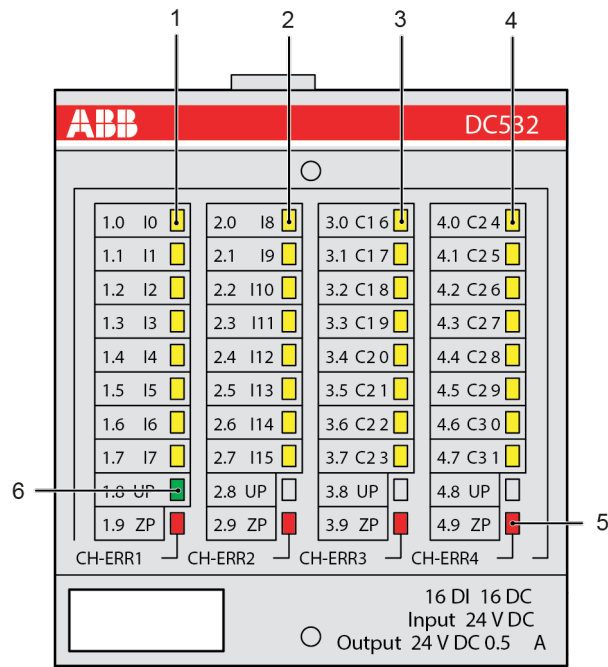 1 2 3 4
ABB DC532
1.0 I0 2.0 I8 3.0 C16 4.0 C24
1.1 I1 2.1 I9 3.1 C17 4.1 C25
1.2 I2 2.2 I10 3.2 C18 4.2 C26
1.3 I3 2.3 I11 3.3 C19 4.3 C27
1.4 I4 2.4 I12 3.4 C20 4.4 C28
1.5 I5 2.5 I13 3.5 C21 4.5 C29
1.6 I6 2.6 I14 3.6 C22 4.6 C30
1.7 I7 2.7 I15 3.7 C23 4.7 C31
6 1.8 UP 2.8 UP 3.8 UP 4.8 UP
1.9 ZP 2.9 ZP 3.9 ZP 4.9 ZP 5
CH-ERR1 CH-ERR2 CH-ERR3 CH-ERR4
16 DI 16 DC
Input 24 V DC
Output 24 V DC 0.5 A